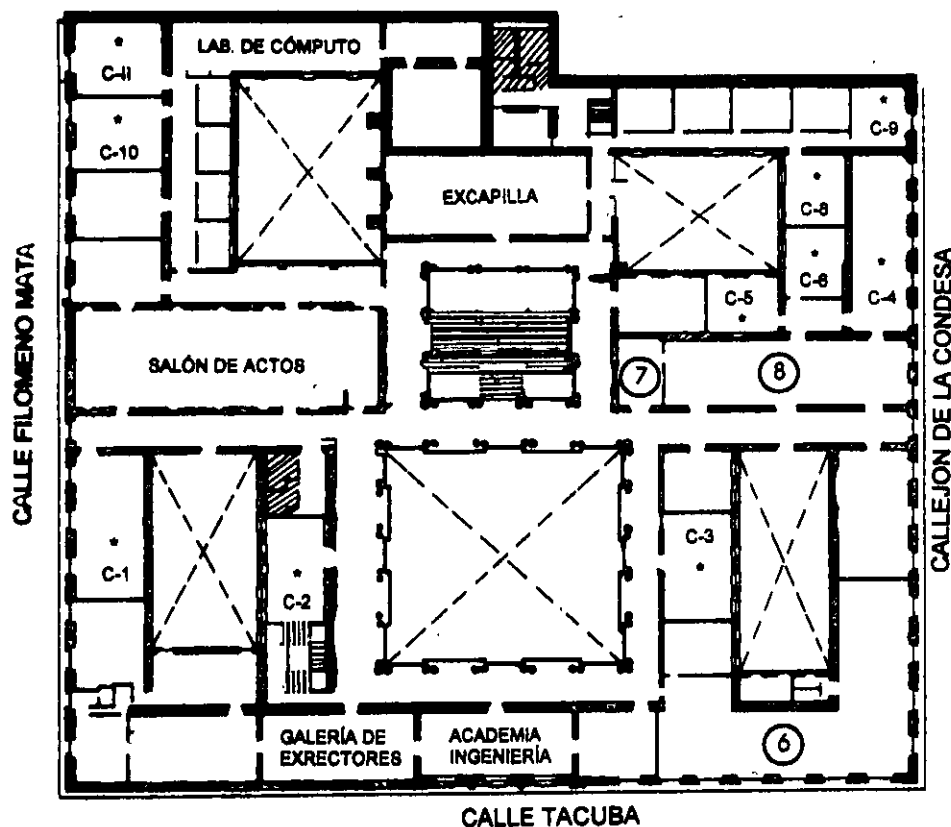 LAB. DE CÓMPUTO
C-11
C-10
C-9
EXCAPILLA
C-8
C-6
C-5
C-4
CALLE FILOMENO MATA
CALLEJON DE LA CONDESA
SALÓN DE ACTOS
7
8
C-1
C-2
C-3
GALERÍA DE
EXRECTORES
ACADEMIA
INGENIERÍA
6
CALLE TACUBA